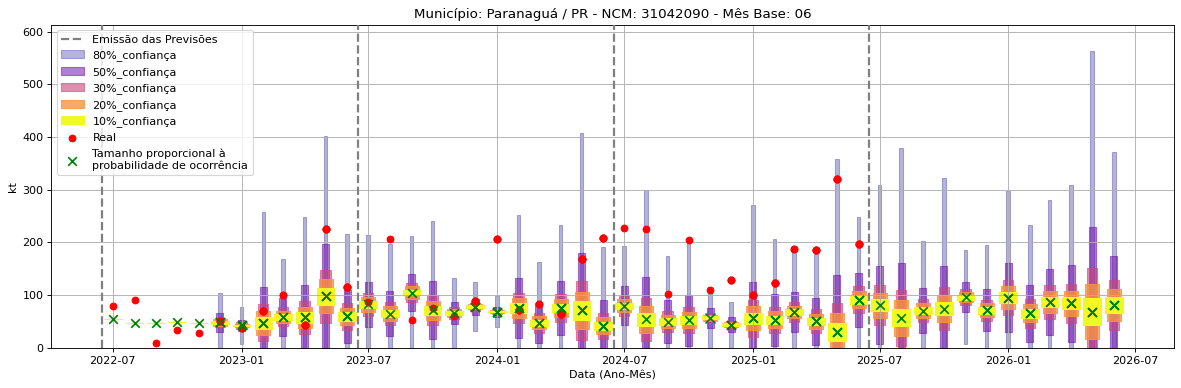 Município: Paranaguá / PR - NCM: 31042090 - Mês Base: 06
600
500
400
300
200
100
0
kt
Emissão das Previsões
80%_confiança
50%_confiança
30%_confiança
20%_confiança
10%_confiança
Real
Tamanho proporcional à
probabilidade de ocorrência
2022-07
2023-01
2023-07
2024-01
2024-07
2025-01
2025-07
2026-01
2026-07
Data (Ano-Mês)